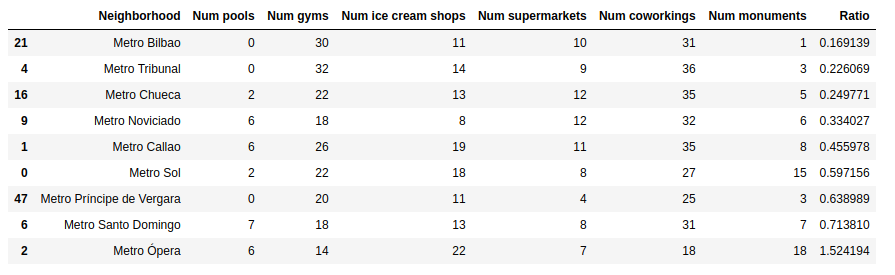 Neighborhood Num pools Num gyms Num ice cream shops Num supermarkets Num coworkings Num monuments Ratio
21 Metro Bilbao 0 30 11 10 31 1 0.169139
4 Metro Tribunal 0 32 14 9 36 3 0.226069
16 Metro Chueca 2 22 13 12 35 5 0.249771
9 Metro Noviciado 6 18 8 12 32 6 0.334027
1 Metro Callao 6 26 19 11 35 8 0.455978
0 Metro Sol 2 22 18 8 27 15 0.597156
47 Metro Príncipe de Vergara 0 20 11 4 25 3 0.638989
6 Metro Santo Domingo 7 18 13 8 31 7 0.713810
2 Metro Ópera 6 14 22 7 18 18 1.524194